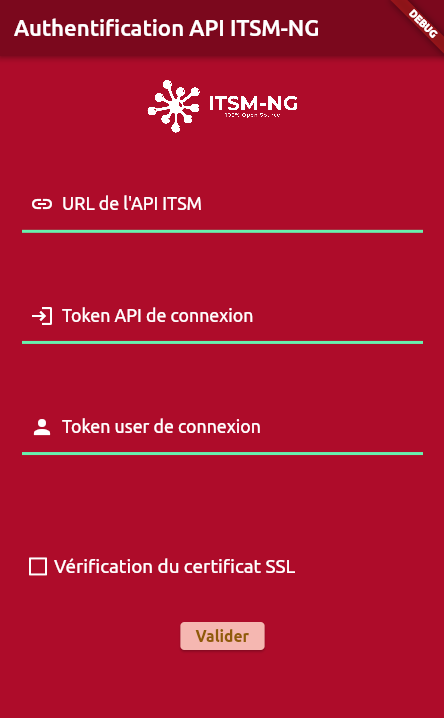 Authentification API ITSM-NG
DEBUG
ITSM-NG
100% Open Source
URL de l'API ITSM
Token API de connexion
Token user de connexion
Vérification du certificat SSL
Valider